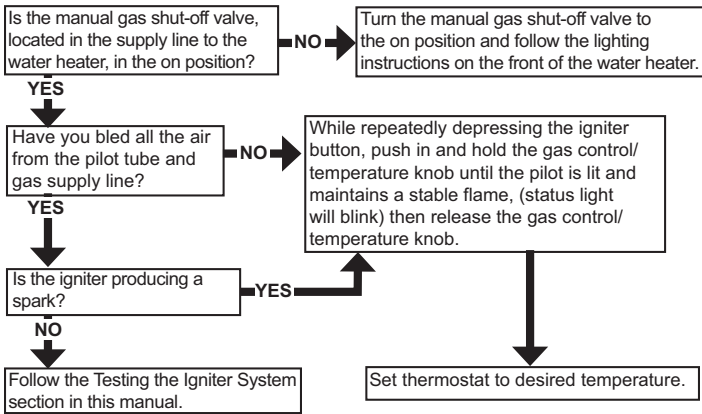 Is the manual gas shut-off valve,
located in the supply line to the
water heater, in the on position?
NO
Turn the manual gas shut-off valve to
the on position and follow the lighting
instructions on the front of the water heater.
YES
Have you bled all the air
from the pilot tube and
gas supply line?
NO
While repeatedly depressing the igniter
button, push in and hold the gas control/
temperature knob until the pilot is lit and
maintains a stable flame, (status light
will blink) then release the gas control/
temperature knob.
YES
Is the igniter producing a
spark?
YES
NO
Follow the Testing the Igniter System
section in this manual.
Set thermostat to desired temperature.